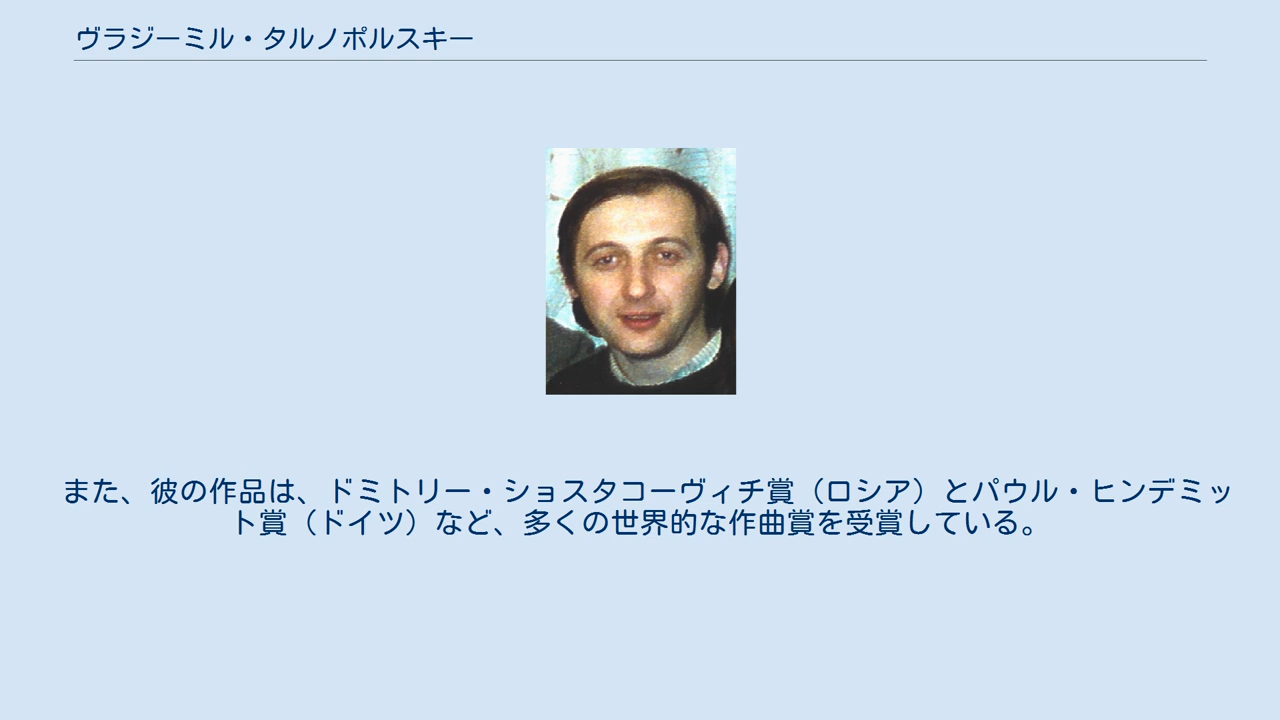 ヴラジーミル・タルノポルスキー
また、彼の作品は、ドミトリー・ショスタコーヴィチ賞（ロシア）とパウル・ヒンデミッ
ト賞（ドイツ）など、多くの世界的な作曲賞を受賞している。